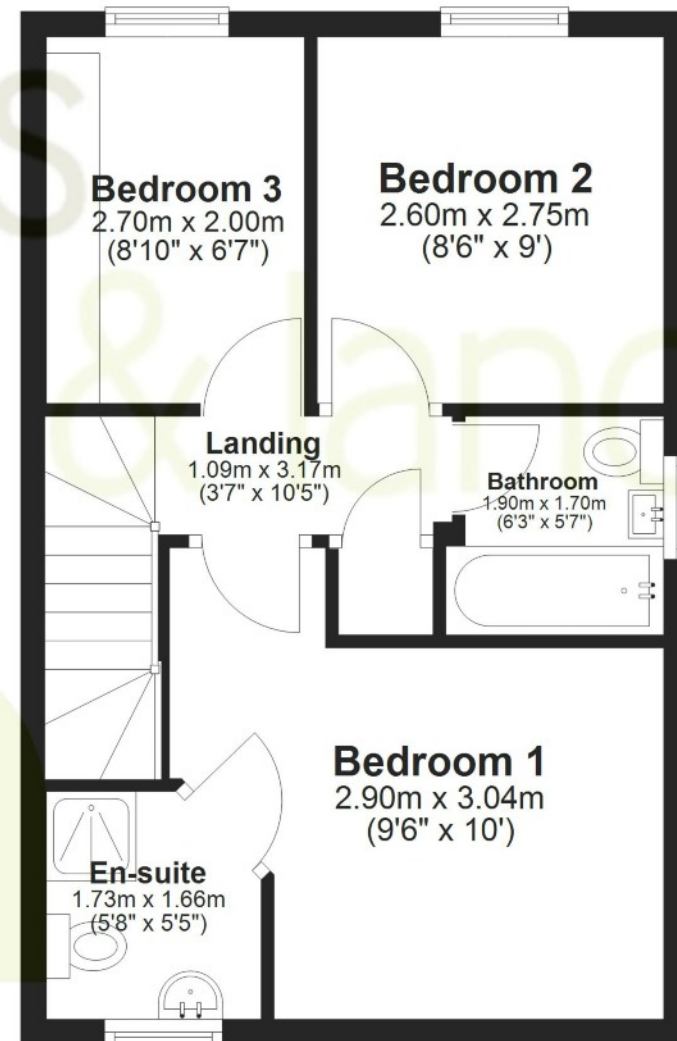 s
& land
Bedroom 3
2.70m x 2.00m
(8'10" x 6'7")
Bedroom 2
2.60m x 2.75m
(8'6" x 9')
Landing
1.09m x 3.17m
(3'7" x 10'5")
Bathroom
1.90m x 1.70m
(6'3" x 5'7")
Bedroom 1
2.90m x 3.04m
(9'6" x 10')
En-suite
1.73m x 1.66m
(5'8" x 5'5")